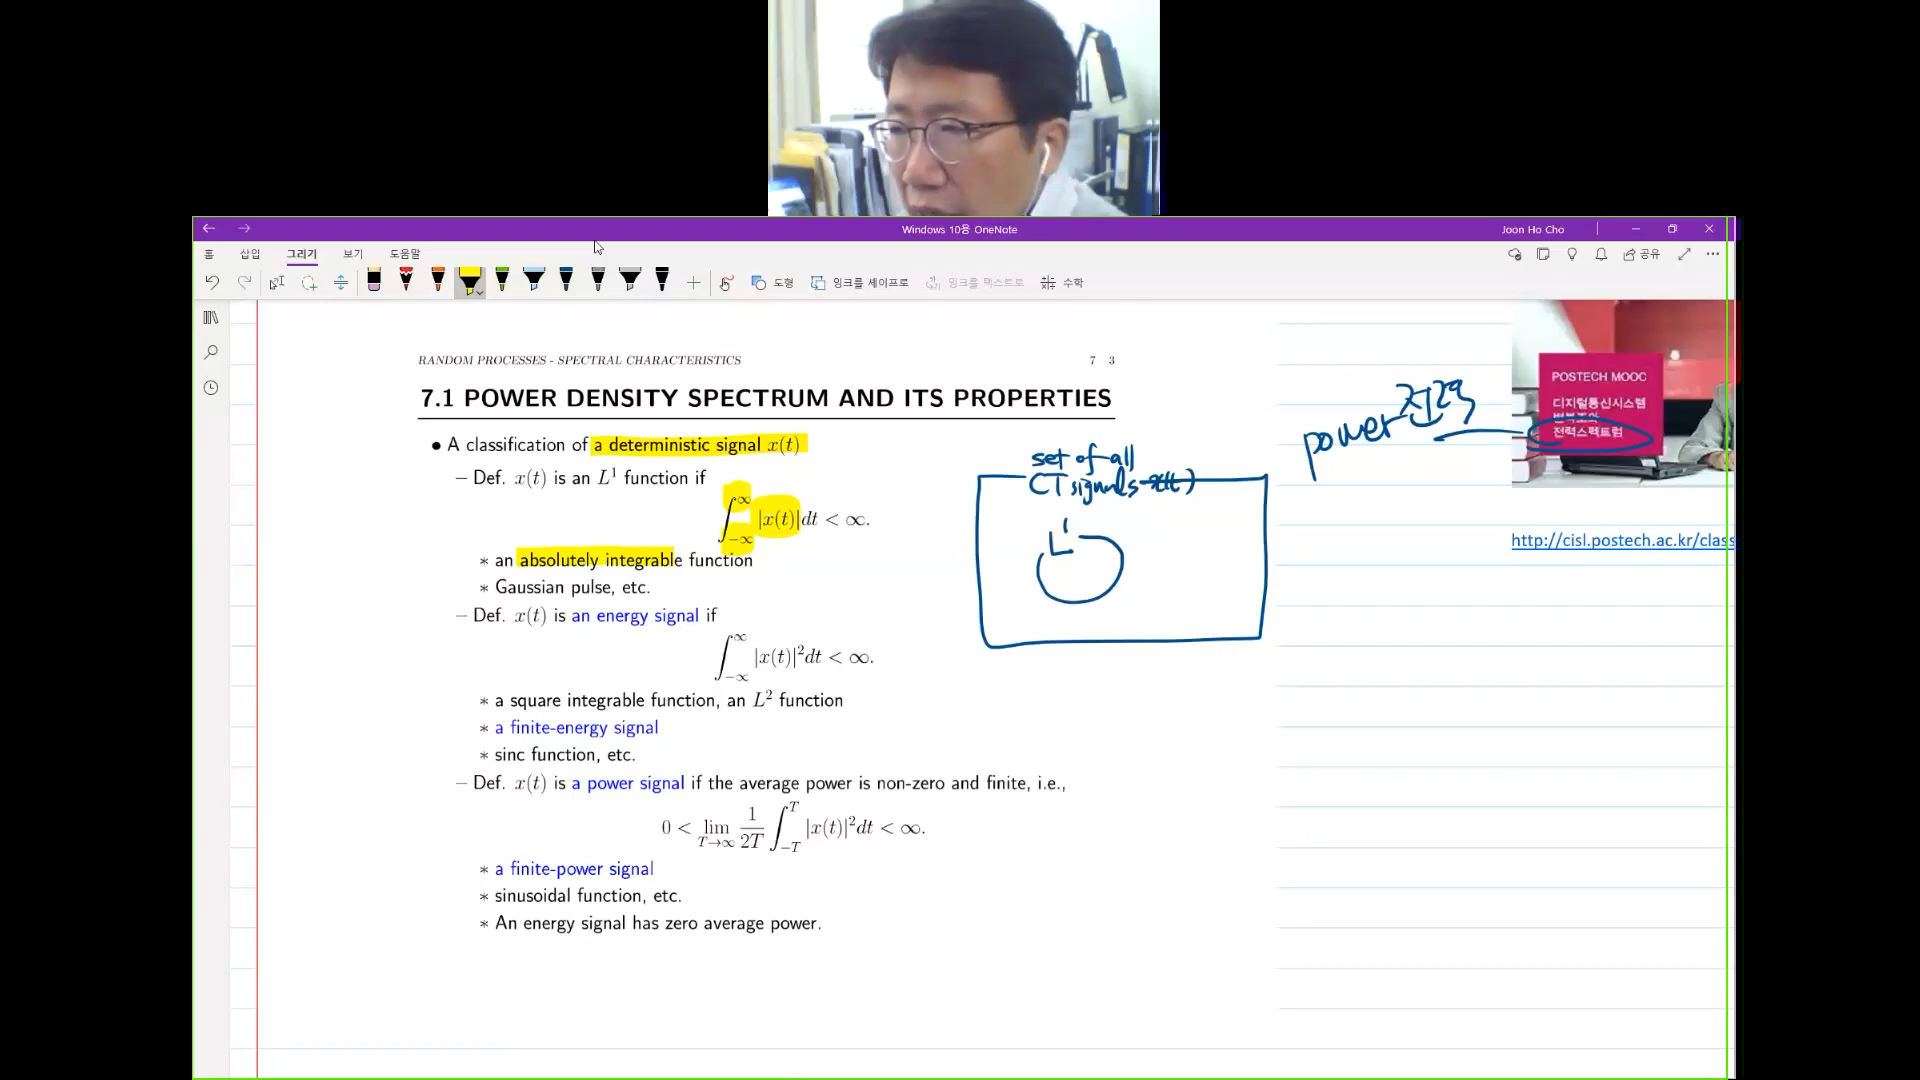 Windows 10용 OneNote
Joon Ho Cho
홈 삽입 그리기 보기 도움말
공유
도형 잉크를 셰이프로 잉크를 텍스트로 수학
RANDOM PROCESSES - SPECTRAL CHARACTERISTICS 7 3
7.1 POWER DENSITY SPECTRUM AND ITS PROPERTIES
• A classification of a deterministic signal x(t)
– Def. x(t) is an L¹ function if
∫_{-∞}^{∞} |x(t)|dt < ∞.
∗ an absolutely integrable function
∗ Gaussian pulse, etc.
– Def. x(t) is an energy signal if
∫_{-∞}^{∞} |x(t)|²dt < ∞.
∗ a square integrable function, an L² function
∗ a finite-energy signal
∗ sinc function, etc.
– Def. x(t) is a power signal if the average power is non-zero and finite, i.e.,
0 < lim_{T→∞} 1/2T ∫_{-T}^{T} |x(t)|²dt < ∞.
∗ a finite-power signal
∗ sinusoidal function, etc.
∗ An energy signal has zero average power.
set of all
CT signals x(t)
L¹
power
POSTECH MOOC
디지털통신시스템
전력스펙트럼
http://cisl.postech.ac.kr/class